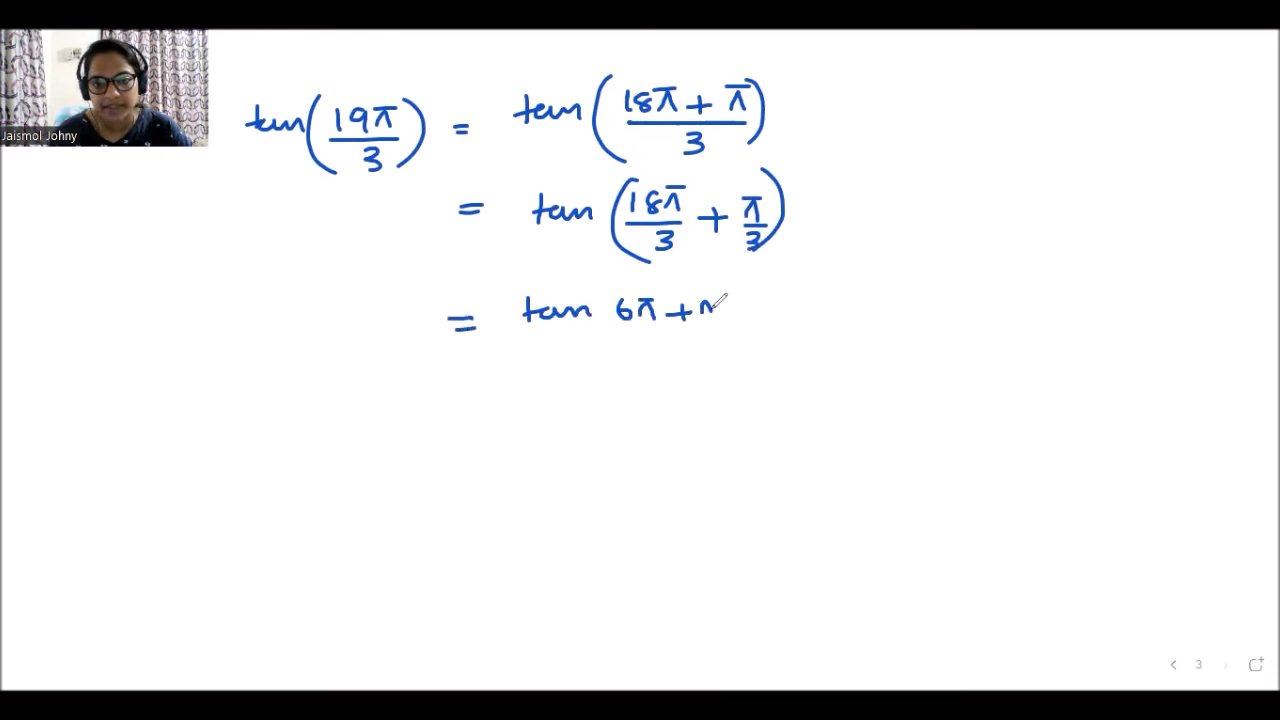 Jaismol Johny
tan(19π/3) = tan(18π + π/3)
= tan(18π/3 + π/3)
= tan 6π + π
3